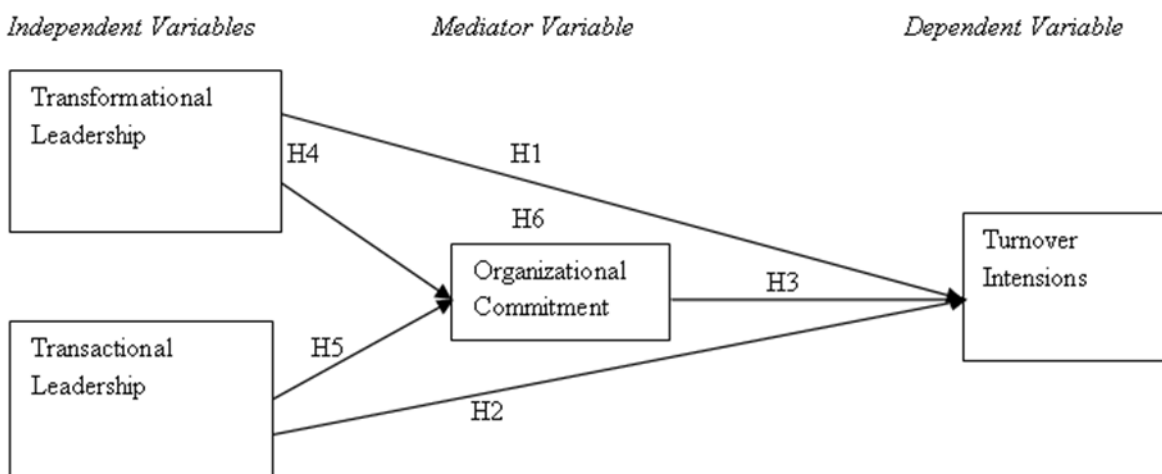 Independent Variables
Mediator Variable
Dependent Variable
Transformational
Leadership
H4
H1
H6
Organizational
Commitment
H3
Turnover
Intensions
Transactional
Leadership
H5
H2